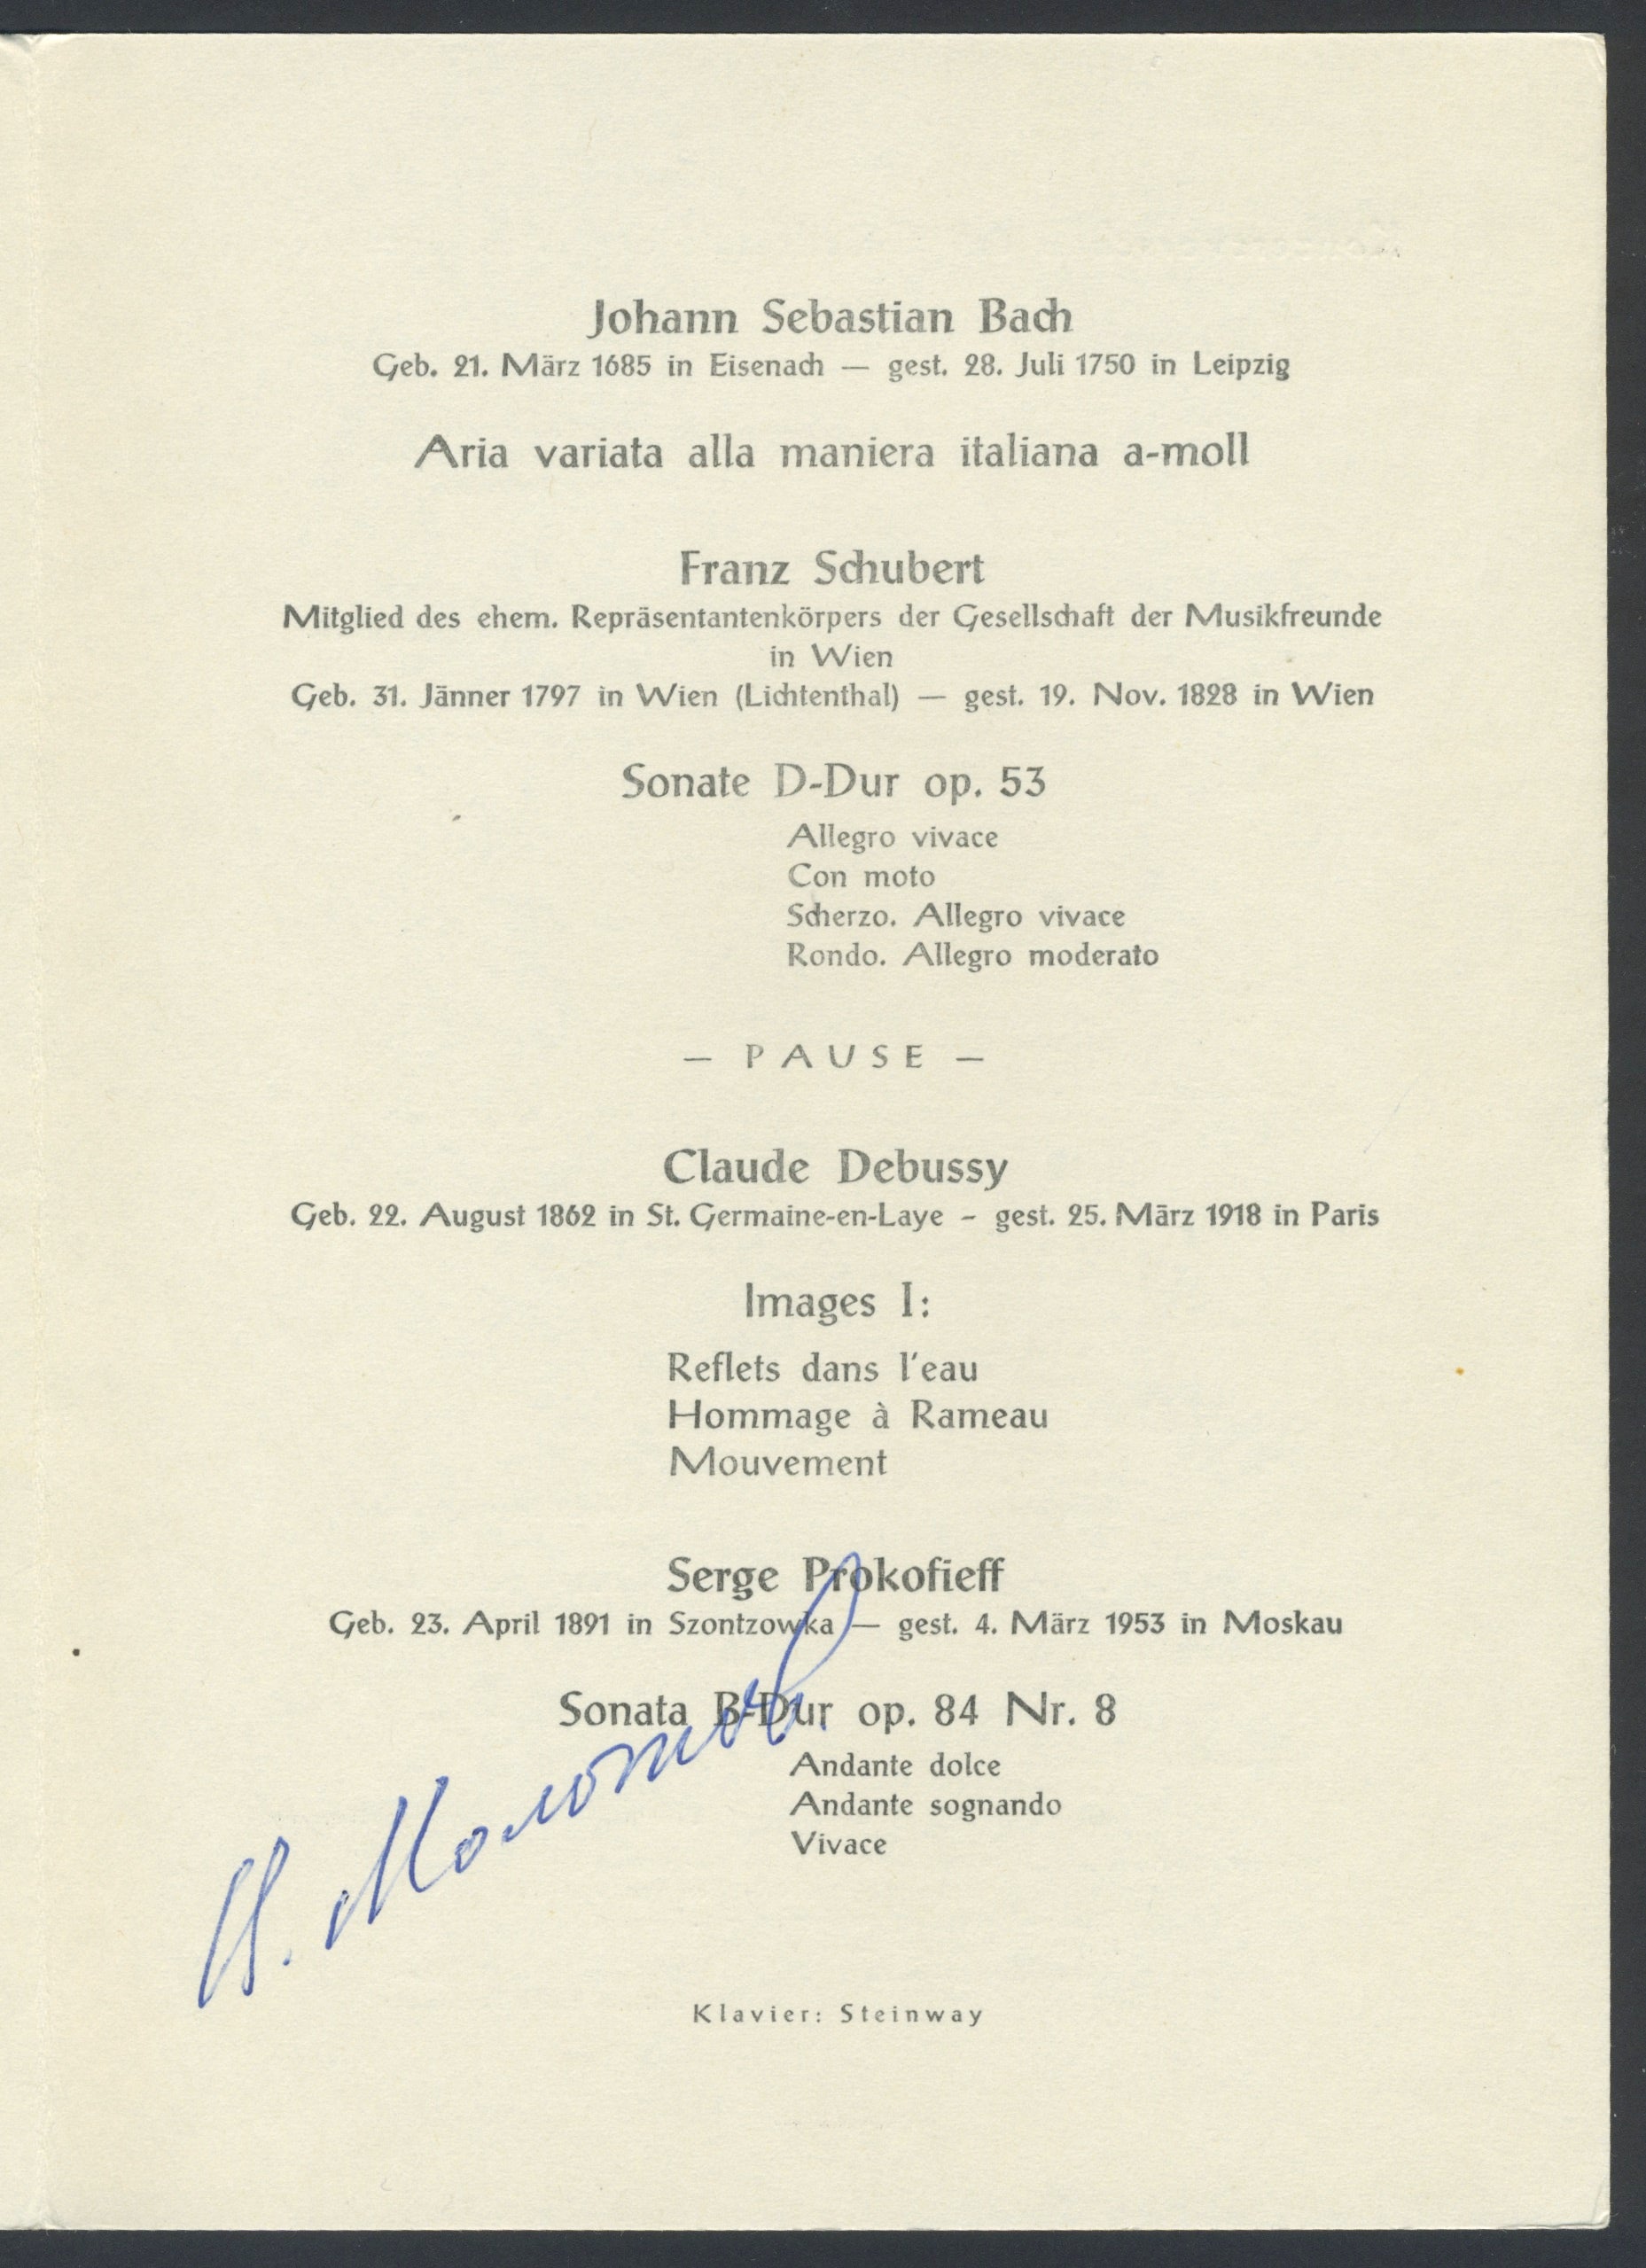 Johann Sebastian Bach
Geb. 21. März 1685 in Eisenach — gest. 28. Juli 1750 in Leipzig
Aria variata alla maniera italiana a-moll
Franz Schubert
Mitglied des ehem. Repräsentantenkörpers der Gesellschaft der Musikfreunde
in Wien
Geb. 31. Jänner 1797 in Wien (Lichtenthal) — gest. 19. Nov. 1828 in Wien
Sonate D-Dur op. 53
Allegro vivace
Con moto
Scherzo. Allegro vivace
Rondo. Allegro moderato
— PAUSE —
Claude Debussy
Geb. 22. August 1862 in St. Germaine-en-Laye - gest. 25. März 1918 in Paris
Images I:
Reflets dans l'eau
Hommage à Rameau
Mouvement
Serge Prokofieff
Geb. 23. April 1891 in Szontzowka — gest. 4. März 1953 in Moskau
Sonata B-Dur op. 84 Nr. 8
Andante dolce
Andante sognando
Vivace
Klavier: Steinway